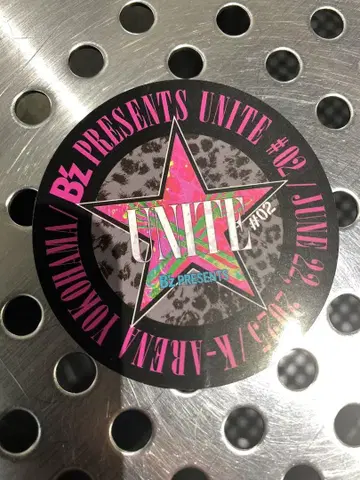 B'z PRESENTS UNITE #02 / JUNE 22, 2025 / K-ARENA YOKOHAMA /
UNITE #02
B'z PRESENTS